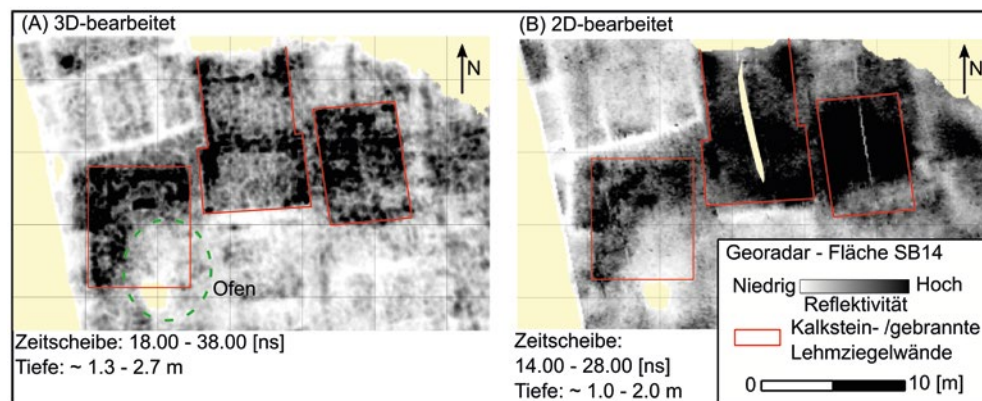 (A) 3D-bearbeitet
N
Ofen
Zeitscheibe: 18.00 - 38.00 [ns]
Tiefe: ~ 1.3 - 2.7 m
(B) 2D-bearbeitet
N
Zeitscheibe:
14.00 - 28.00 [ns]
Tiefe: ~ 1.0 - 2.0 m
Georadar - Fläche SB14
Niedrig Hoch
Reflektivität
Kalkstein- /gebrannte
Lehmziegelwände
0 10 [m]